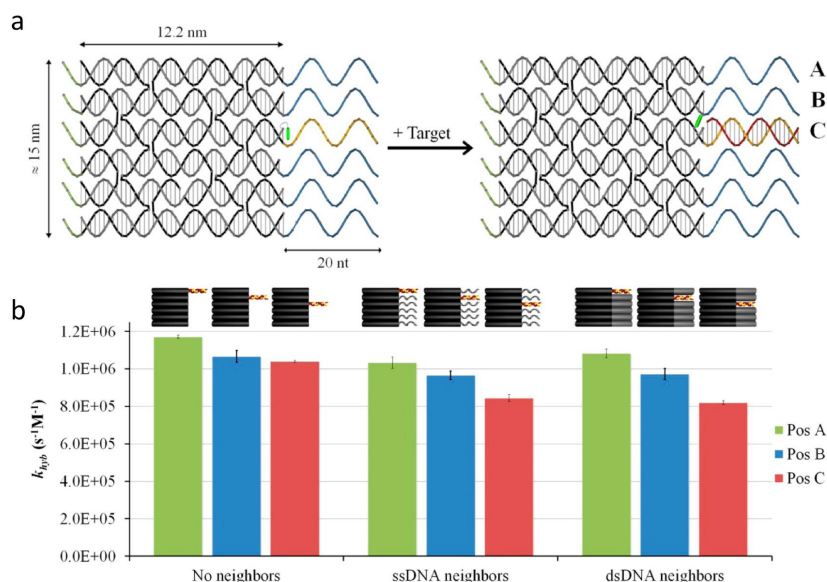 a
12.2 nm
≈ 15 nm
+ Target
A
B
C
20 nt
b
1.2E+06
1.0E+06
8.0E+05
6.0E+05
4.0E+05
2.0E+05
0.0E+00
k_hyb (s⁻¹M⁻¹)
Pos A
Pos B
Pos C
No neighbors
ssDNA neighbors
dsDNA neighbors